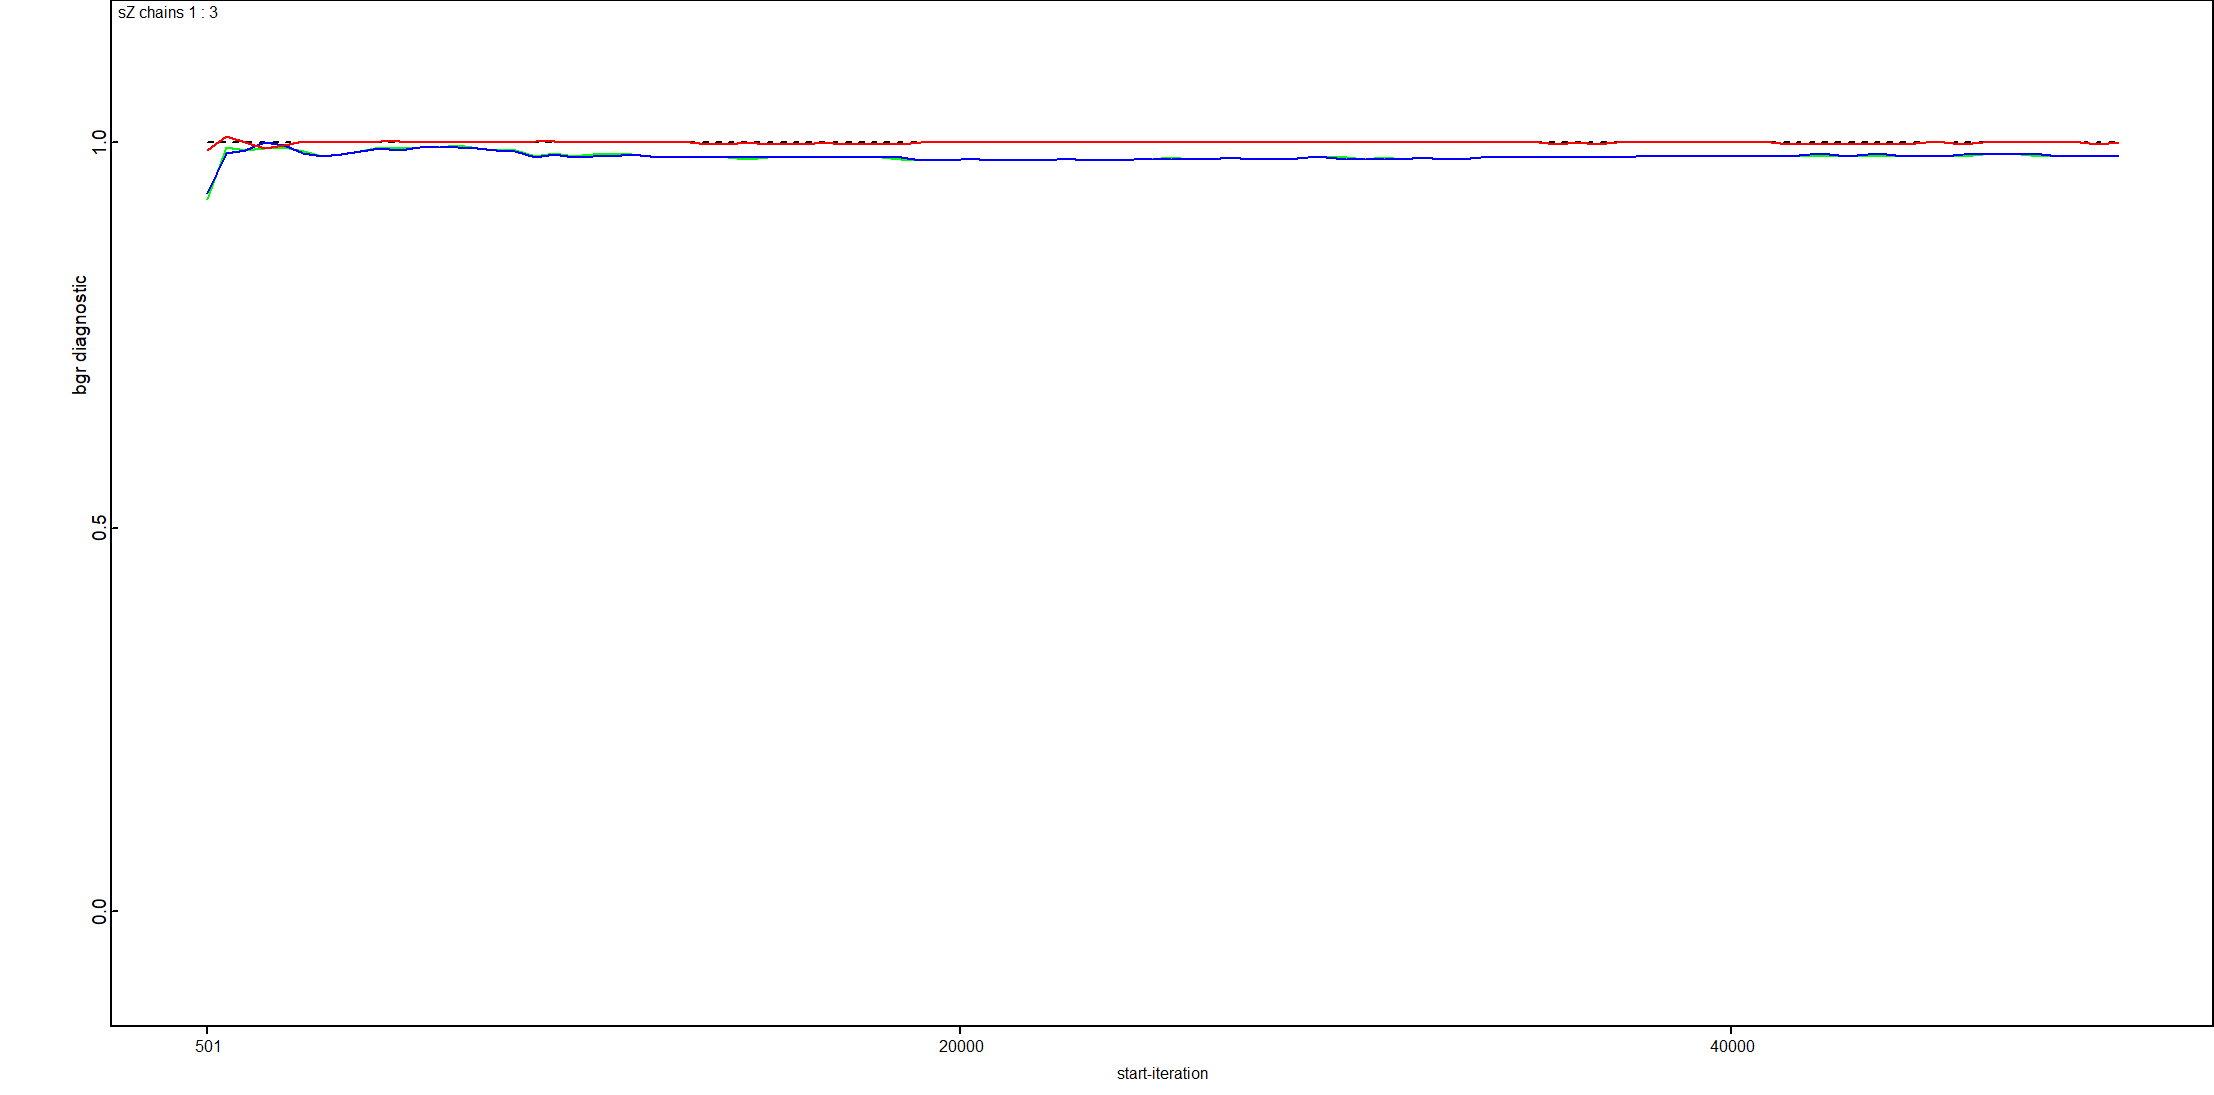 sZ chains 1 : 3
1.0
0.5
0.0
bgr diagnostic
501
20000
40000
start-iteration